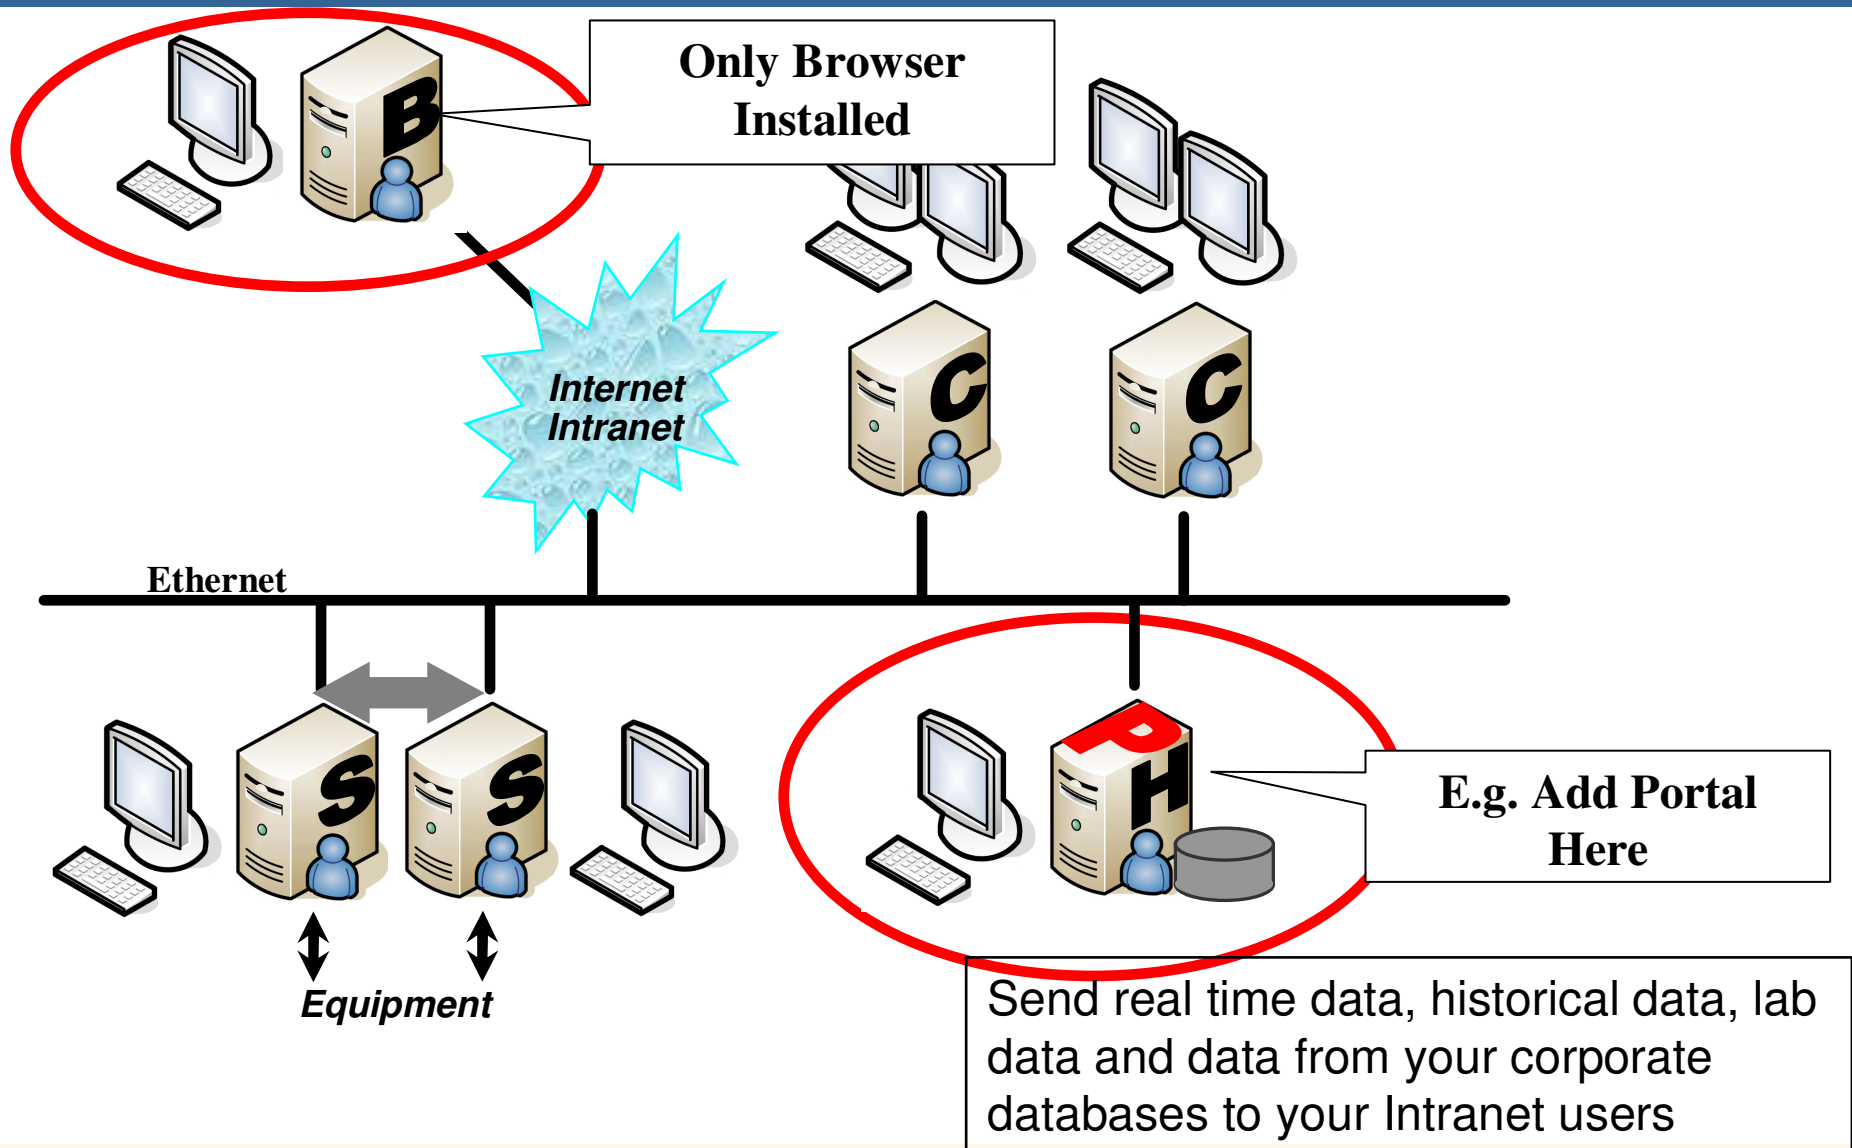 Only Browser
Installed
B
Internet
Intranet
C
C
Ethernet
S
S
P
H
E.g. Add Portal
Here
Equipment
Send real time data, historical data, lab
data and data from your corporate
databases to your Intranet users